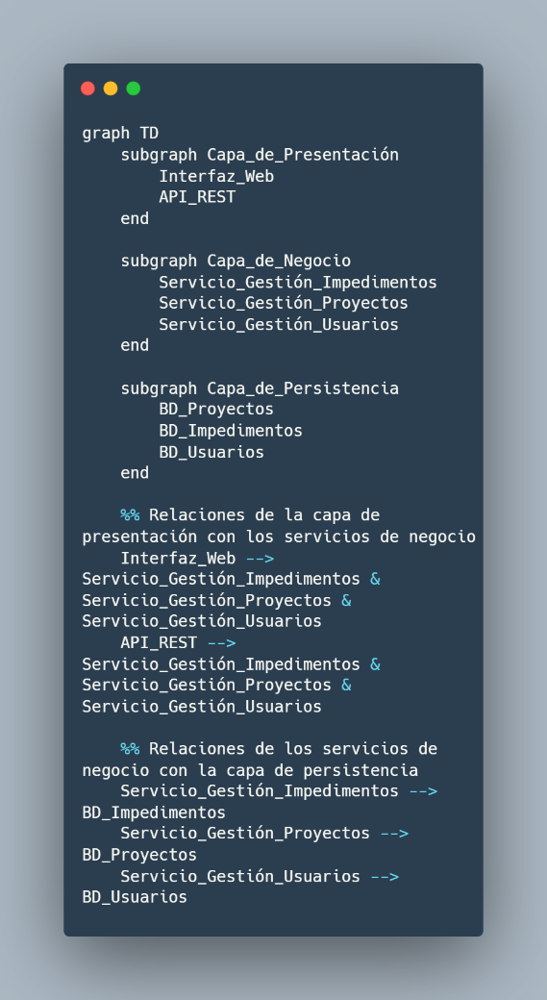 graph TD
    subgraph Capa_de_Presentación
        Interfaz_Web
        API_REST
    end

    subgraph Capa_de_Negocio
        Servicio_Gestión_Impedimentos
        Servicio_Gestión_Proyectos
        Servicio_Gestión_Usuarios
    end

    subgraph Capa_de_Persistencia
        BD_Proyectos
        BD_Impedimentos
        BD_Usuarios
    end

    %% Relaciones de la capa de
presentación con los servicios de negocio
    Interfaz_Web -->
Servicio_Gestión_Impedimentos &
Servicio_Gestión_Proyectos &
Servicio_Gestión_Usuarios
    API_REST -->
Servicio_Gestión_Impedimentos &
Servicio_Gestión_Proyectos &
Servicio_Gestión_Usuarios

    %% Relaciones de los servicios de
negocio con la capa de persistencia
    Servicio_Gestión_Impedimentos -->
BD_Impedimentos
    Servicio_Gestión_Proyectos -->
BD_Proyectos
    Servicio_Gestión_Usuarios -->
BD_Usuarios